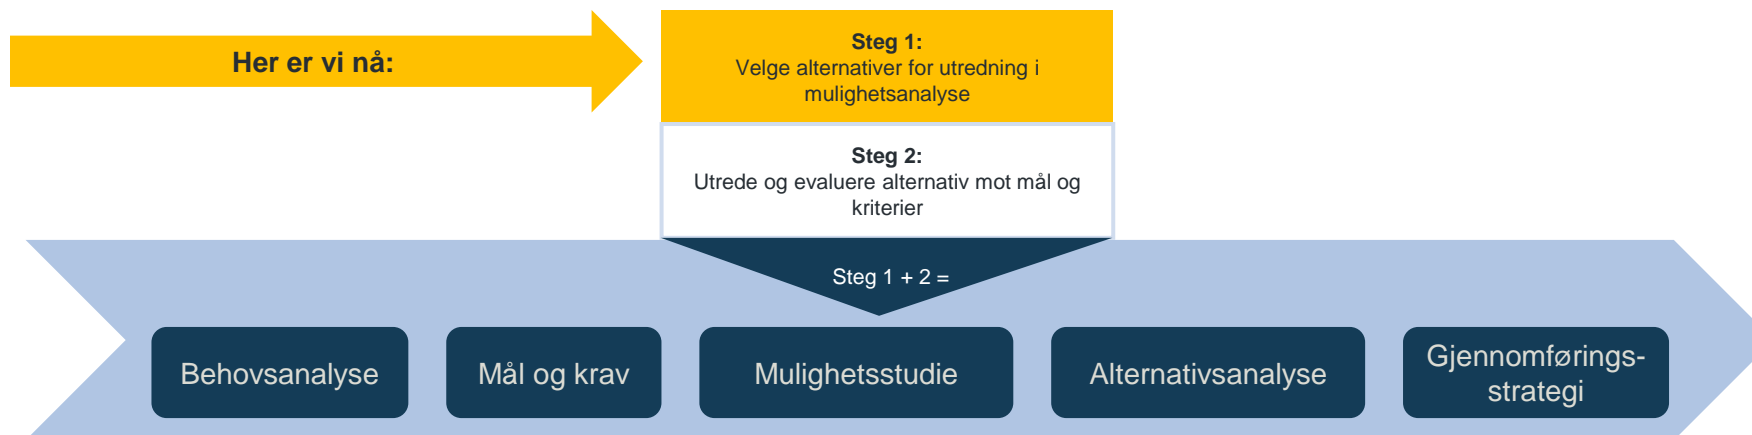 Her er vi nå:
Steg 1:
Velge alternativer for utredning i
mulighetsanalyse
Steg 2:
Utrede og evaluere alternativ mot mål og
kriterier
Steg 1 + 2 =
Behovsanalyse
Mål og krav
Mulighetsstudie
Alternativsanalyse
Gjennomførings-
strategi